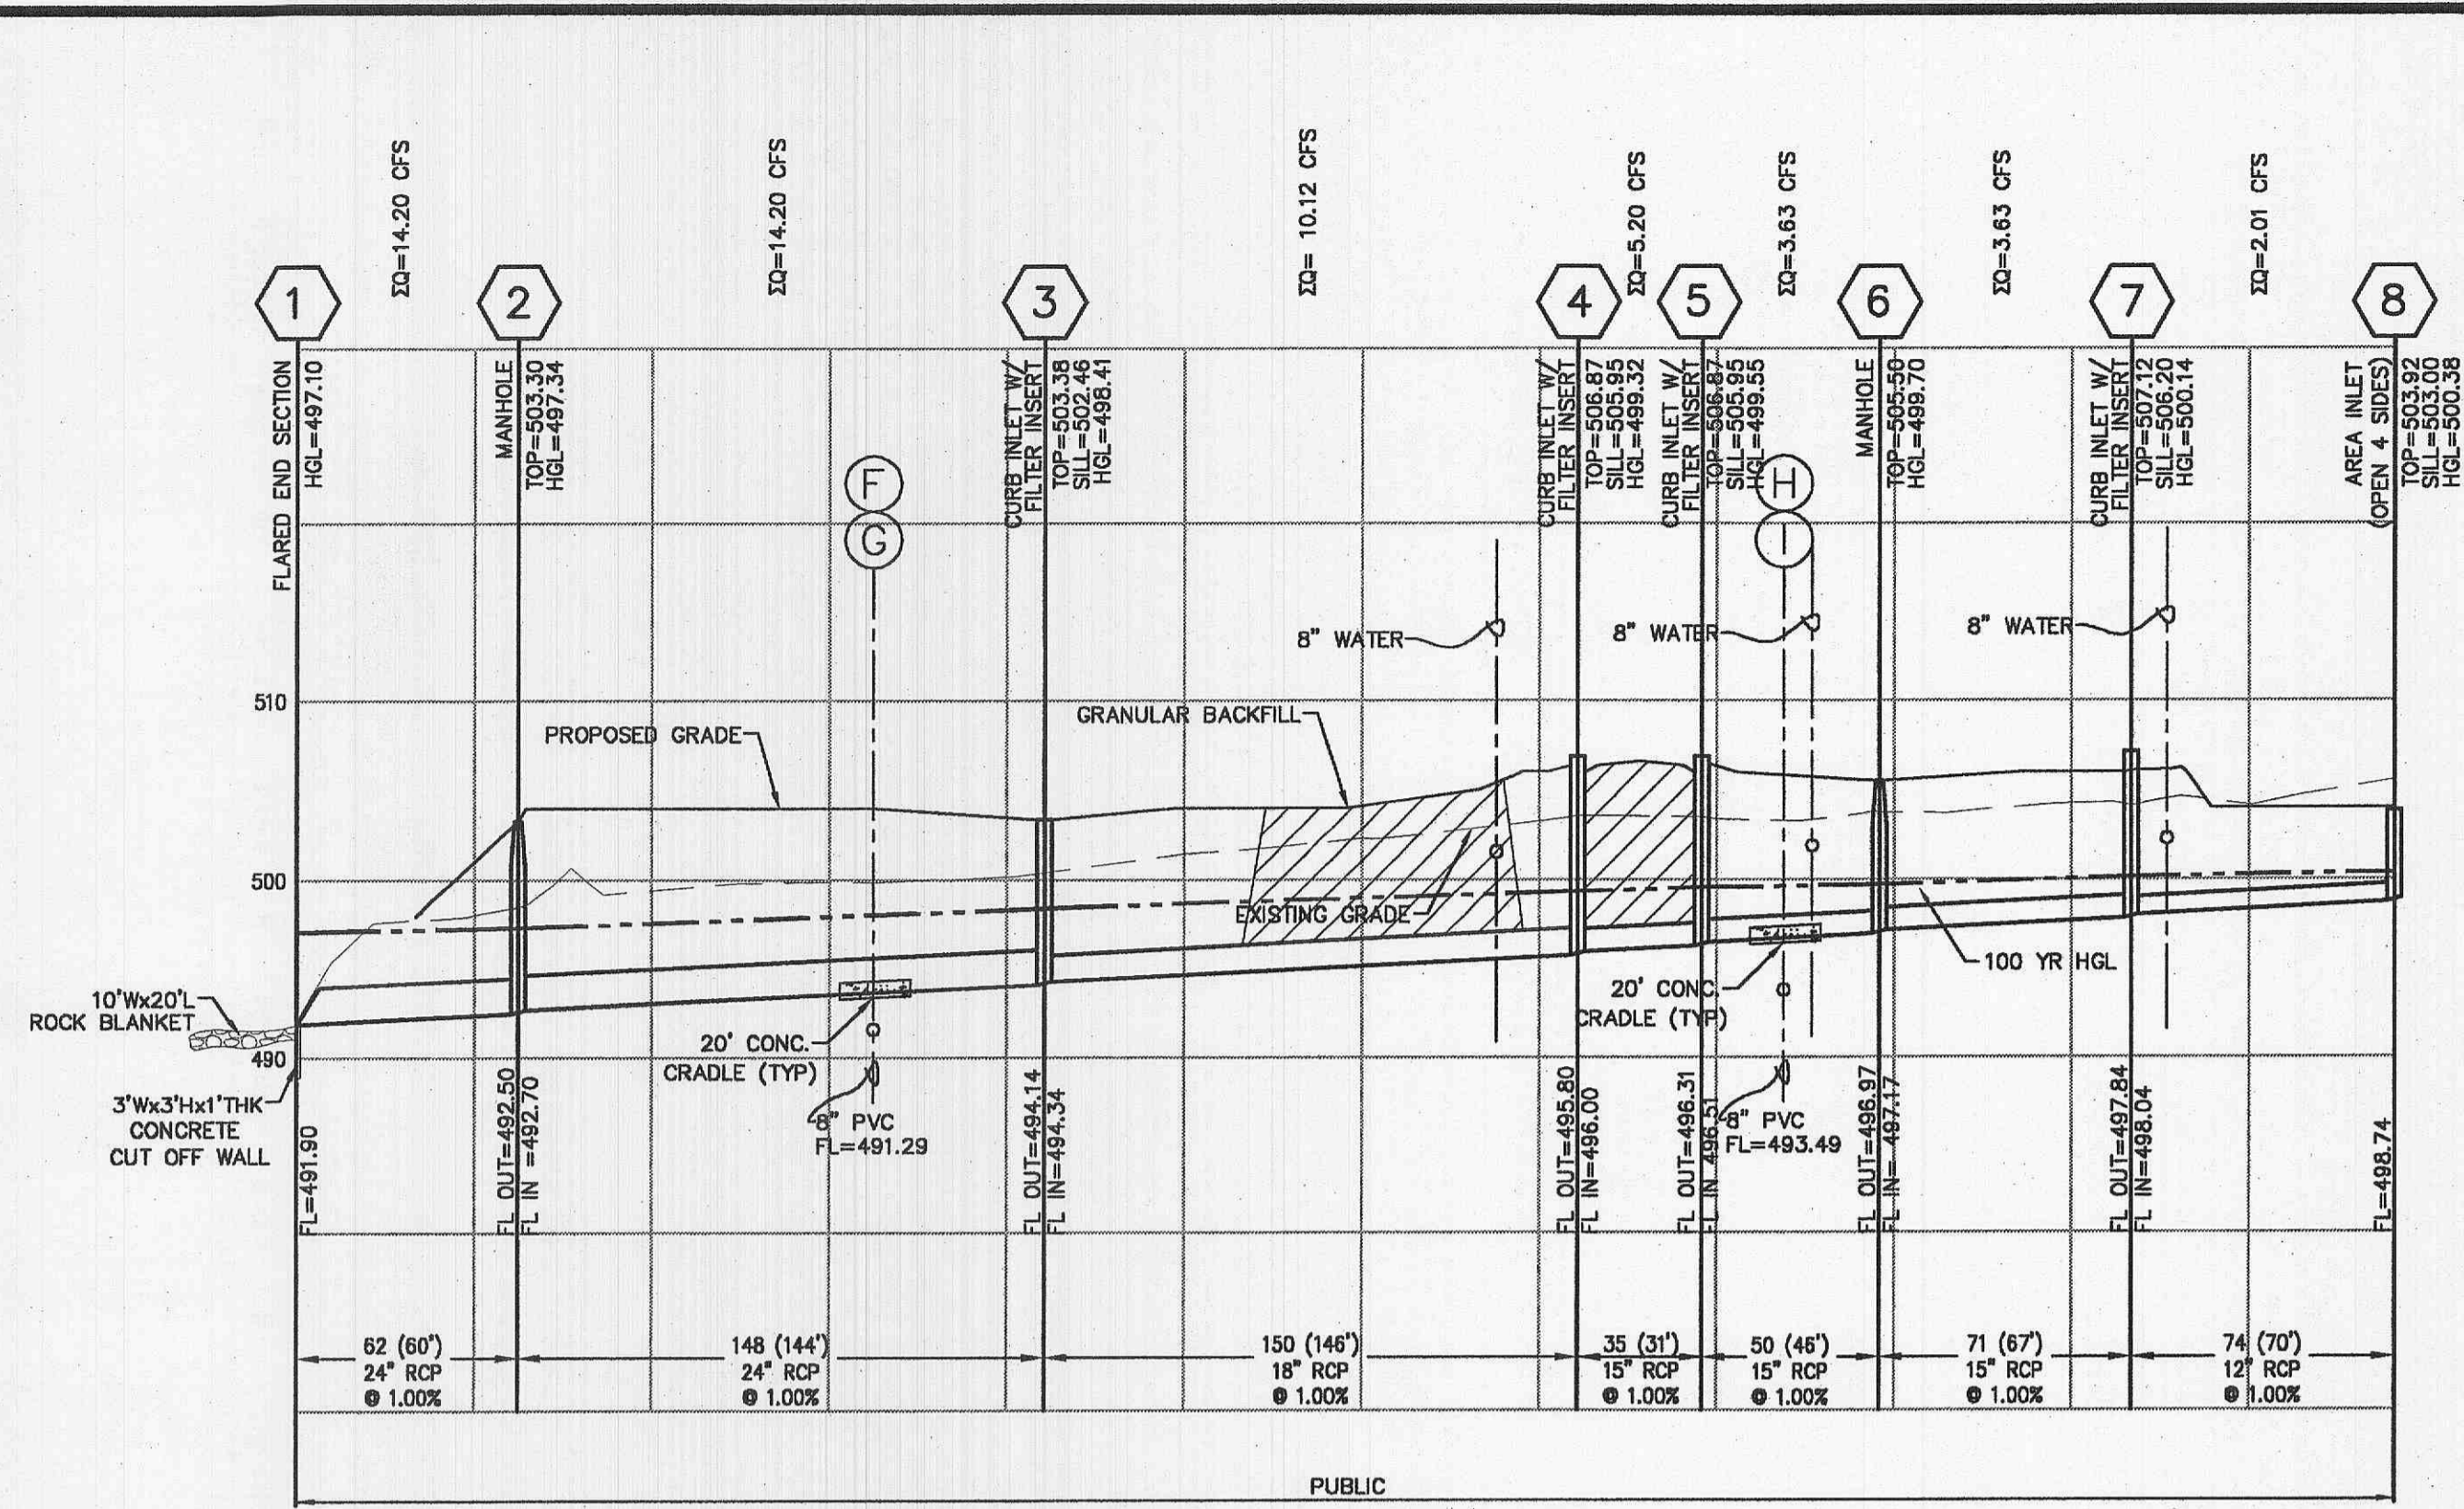 ΣQ=14.20 CFS
ΣQ=14.20 CFS
ΣQ= 10.12 CFS
ΣQ=5.20 CFS
ΣQ=3.63 CFS
ΣQ=3.63 CFS
ΣQ=2.01 CFS
1
2
3
4
5
6
7
8
FLARED END SECTION
HGL=497.10
MANHOLE
TOP=503.30
HGL=497.34
CURB INLET W/
FILTER INSERT
TOP=503.38
SILL=502.46
HGL=498.41
CURB INLET W/
FILTER INSERT
TOP=506.87
SILL=505.95
HGL=499.32
CURB INLET W/
FILTER INSERT
TOP=506.87
SILL=505.95
HGL=499.55
MANHOLE
TOP=505.50
HGL=499.70
CURB INLET W/
FILTER INSERT
TOP=507.12
SILL=506.20
HGL=500.14
AREA INLET
(OPEN 4 SIDES)
TOP=503.92
SILL=503.00
HGL=500.38
F
G
H
I
8" WATER
8" WATER
8" WATER
510
PROPOSED GRADE
GRANULAR BACKFILL
500
EXISTING GRADE
100 YR HGL
10'Wx20'L
ROCK BLANKET
490
20' CONC.
CRADLE (TYP)
20' CONC.
CRADLE (TYP)
3'Wx3'Hx1'THK
CONCRETE
CUT OFF WALL
8" PVC
FL=491.29
8" PVC
FL=493.49
FL=491.90
FL OUT=492.50
FL IN =492.70
FL OUT=494.14
FL IN=494.34
FL OUT=495.80
FL IN=496.00
FL OUT=496.31
FL IN 496.51
FL OUT=496.97
FL IN= 497.17
FL OUT=497.84
FL IN=498.04
FL=498.74
62 (60')
24" RCP
@ 1.00%
148 (144')
24" RCP
@ 1.00%
150 (146')
18" RCP
@ 1.00%
35 (31')
15" RCP
@ 1.00%
50 (46')
15" RCP
@ 1.00%
71 (67')
15" RCP
@ 1.00%
74 (70')
12" RCP
@ 1.00%
PUBLIC